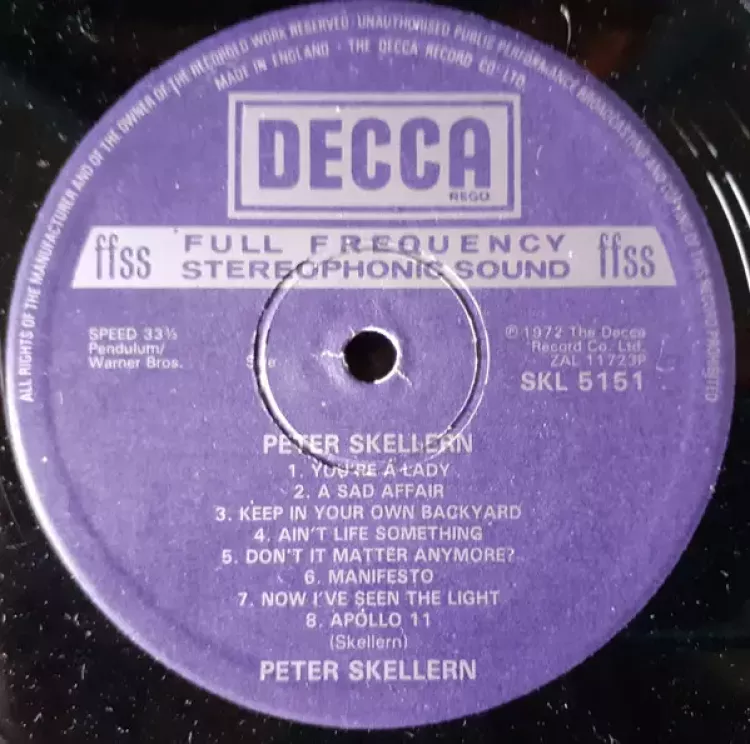 ALL RIGHTS OF THE MANUFACTURER AND OF THE OWNER OF THE RECORDED WORK RESERVED · UNAUTHORISED PUBLIC PERFORMANCE BROADCASTING AND COPYING OF THIS RECORD PROHIBITED
MADE IN ENGLAND · THE DECCA RECORD CO. LTD.
DECCA
REGD
ffss FULL FREQUENCY STEREOPHONIC SOUND ffss
SPEED 33⅓
Pendulum/
Warner Bros.
Ⓟ1972 The Decca
Record Co. Ltd.
ZAL 11723P
SKL 5151
PETER SKELLERN
1. YOU'RE A LADY
2. A SAD AFFAIR
3. KEEP IN YOUR OWN BACKYARD
4. AIN'T LIFE SOMETHING
5. DON'T IT MATTER ANYMORE?
6. MANIFESTO
7. NOW I'VE SEEN THE LIGHT
8. APOLLO 11
(Skellern)
PETER SKELLERN